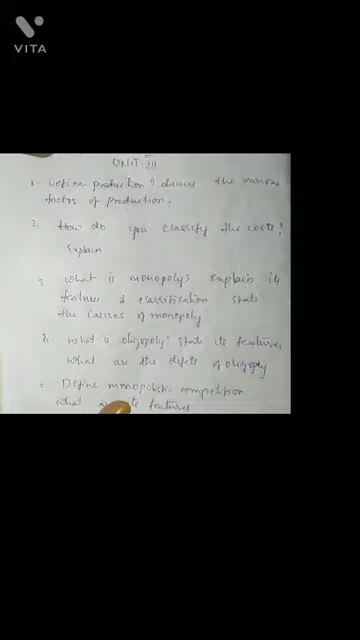 VITA
UNIT-III
1. Define production? discuss the various
factors of production.
2. How do you classify the costs?
Explain
3. What is monopoly? Explain its
features & classification state
the causes of monopoly
What is oligopoly? state its features
what are the defects of oligopoly
Define monopolistic competition
what its features